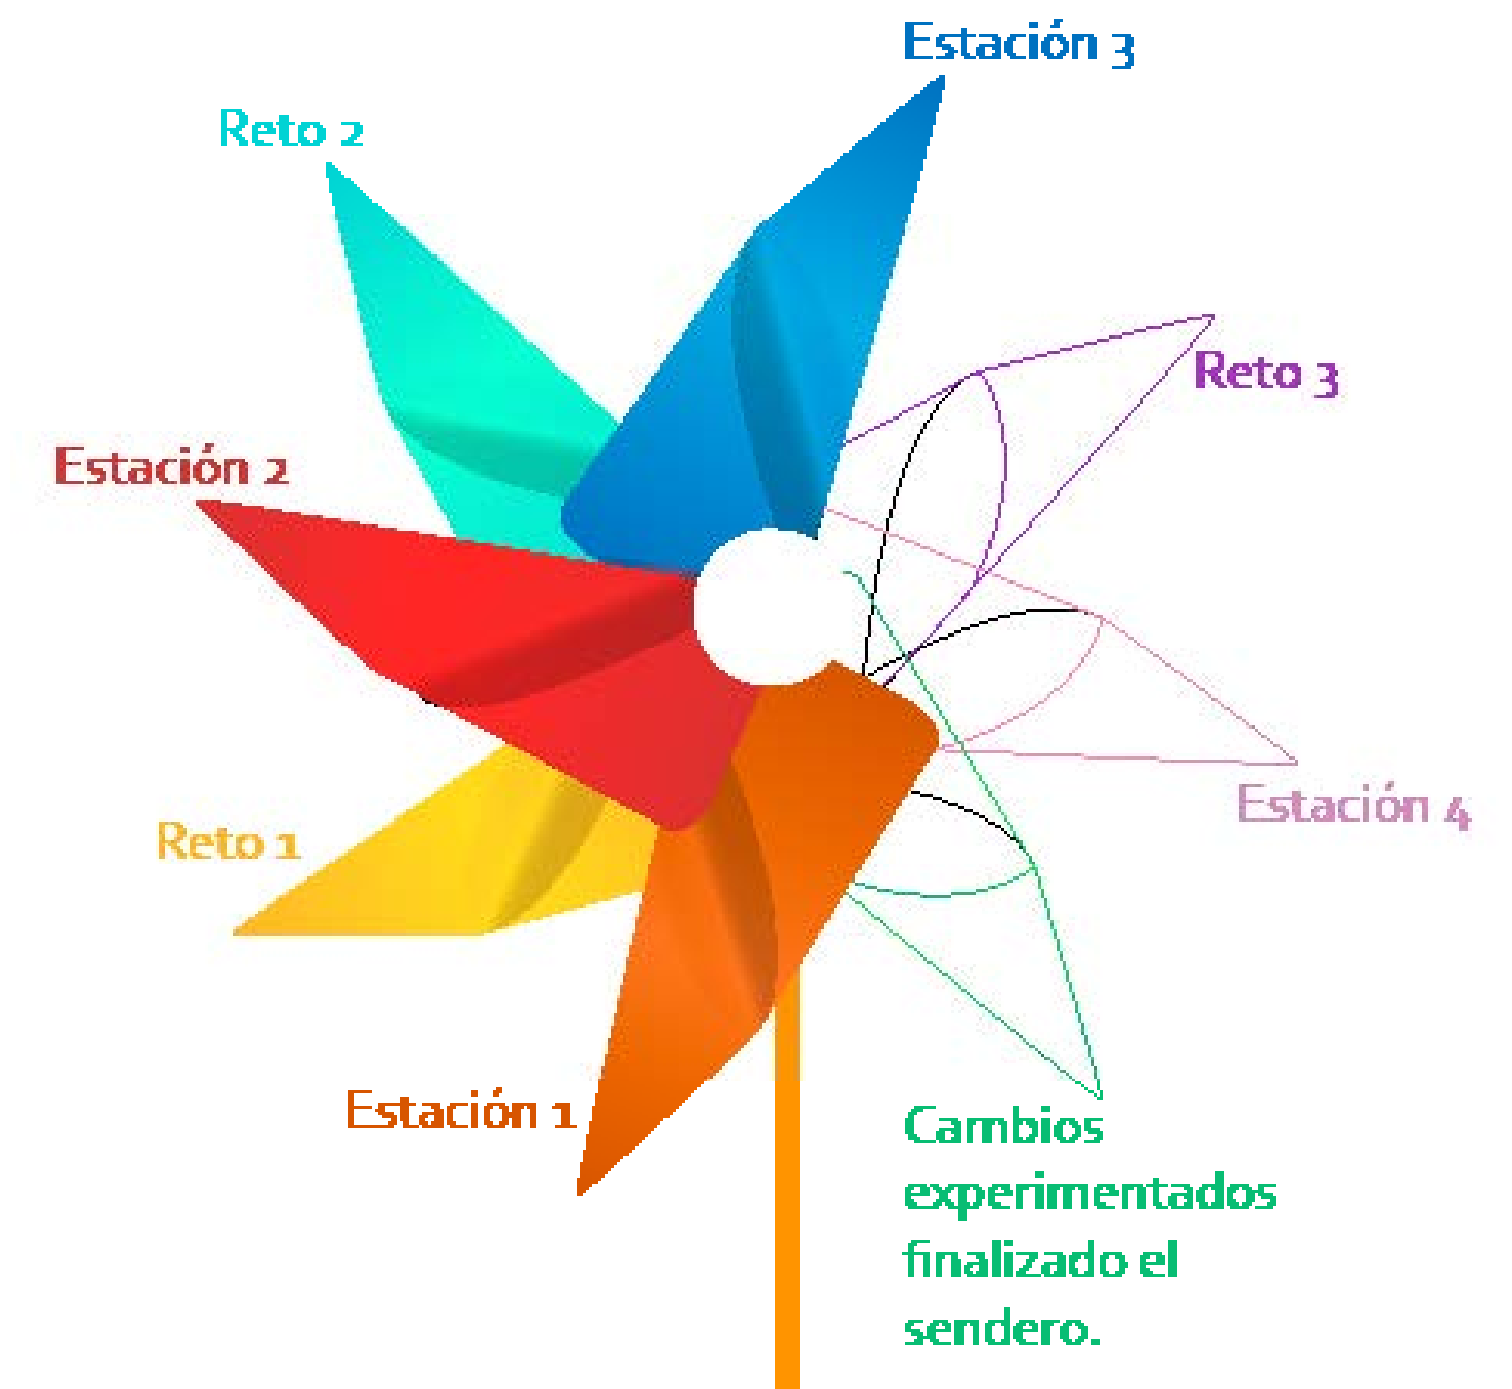 Estación 3
Reto 2
Reto 3
Estación 2
Estación 4
Reto 1
Estación 1
Cambios
experimentados
finalizado el
sendero.